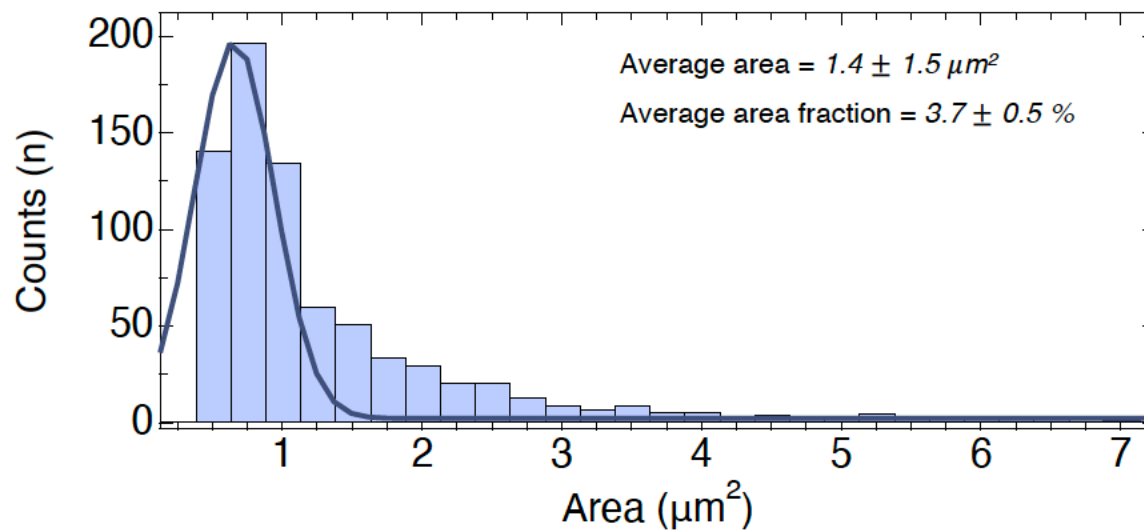 Average area = 1.4 ± 1.5 μm²
Average area fraction = 3.7 ± 0.5 %
Counts (n)
200
150
100
50
0
1 2 3 4 5 6 7
Area (μm²)